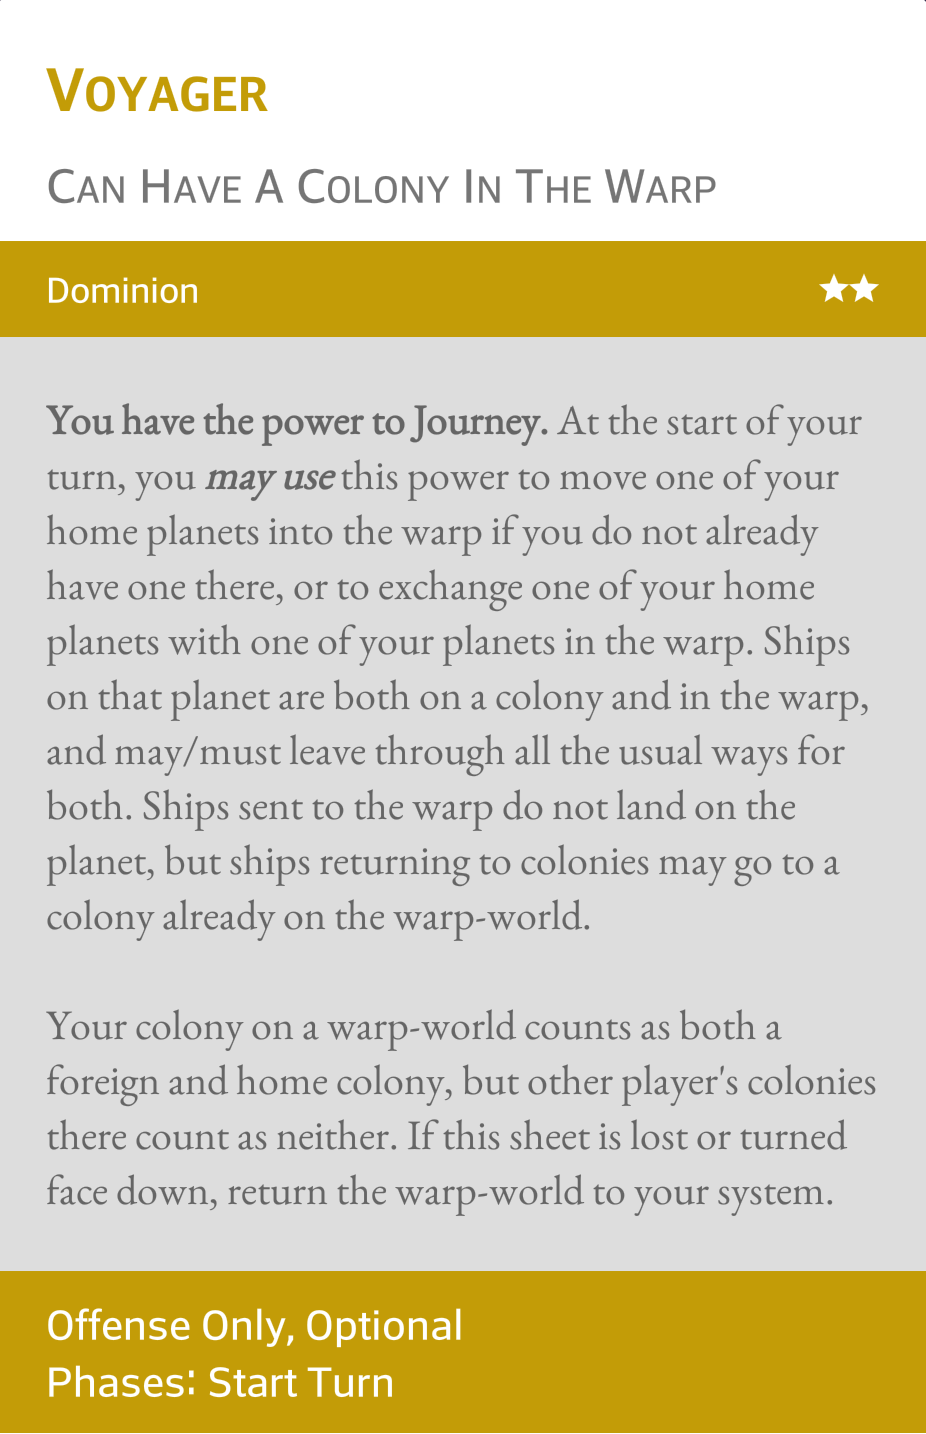 Voyager
Can Have A Colony In The Warp
Dominion ★★
You have the power to Journey. At the start of your
turn, you may use this power to move one of your
home planets into the warp if you do not already
have one there, or to exchange one of your home
planets with one of your planets in the warp. Ships
on that planet are both on a colony and in the warp,
and may/must leave through all the usual ways for
both. Ships sent to the warp do not land on the
planet, but ships returning to colonies may go to a
colony already on the warp-world.
Your colony on a warp-world counts as both a
foreign and home colony, but other player's colonies
there count as neither. If this sheet is lost or turned
face down, return the warp-world to your system.
Offense Only, Optional
Phases: Start Turn